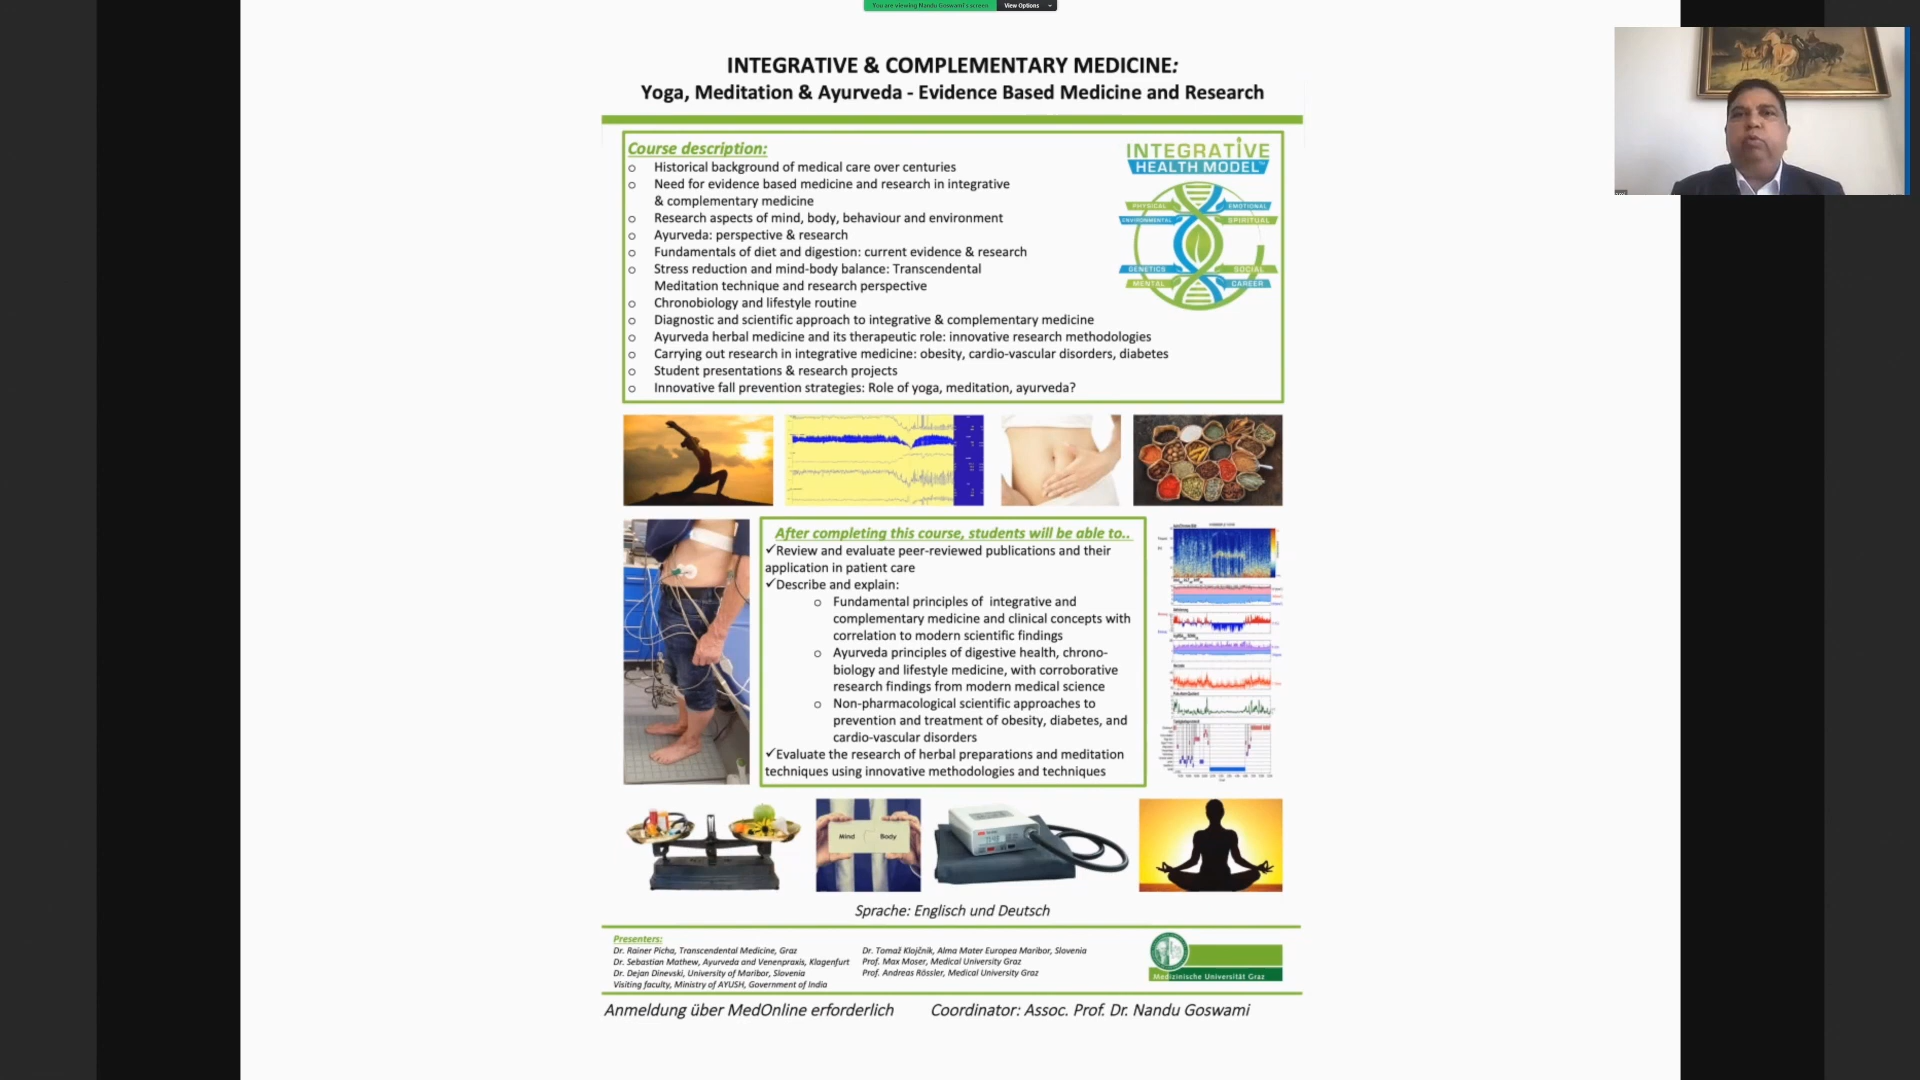 You are viewing Nandu Goswami's screen View Options
INTEGRATIVE & COMPLEMENTARY MEDICINE:
Yoga, Meditation & Ayurveda - Evidence Based Medicine and Research
Course description:
o Historical background of medical care over centuries
o Need for evidence based medicine and research in integrative
& complementary medicine
o Research aspects of mind, body, behaviour and environment
o Ayurveda: perspective & research
o Fundamentals of diet and digestion: current evidence & research
o Stress reduction and mind-body balance: Transcendental
Meditation technique and research perspective
o Chronobiology and lifestyle routine
o Diagnostic and scientific approach to integrative & complementary medicine
o Ayurveda herbal medicine and its therapeutic role: innovative research methodologies
o Carrying out research in integrative medicine: obesity, cardio-vascular disorders, diabetes
o Student presentations & research projects
o Innovative fall prevention strategies: Role of yoga, meditation, ayurveda?
INTEGRATIVE
HEALTH MODEL
PHYSICAL EMOTIONAL
ENVIRONMENTAL SPIRITUAL
GENETICS SOCIAL
MENTAL CAREER
After completing this course, students will be able to..
✓Review and evaluate peer-reviewed publications and their
application in patient care
✓Describe and explain:
o Fundamental principles of integrative and
complementary medicine and clinical concepts with
correlation to modern scientific findings
o Ayurveda principles of digestive health, chrono-
biology and lifestyle medicine, with corroborative
research findings from modern medical science
o Non-pharmacological scientific approaches to
prevention and treatment of obesity, diabetes, and
cardio-vascular disorders
✓Evaluate the research of herbal preparations and meditation
techniques using innovative methodologies and techniques
Mind Body
Sprache: Englisch und Deutsch
Presenters:
Dr. Rainer Picha, Transcendental Medicine, Graz
Dr. Sebastian Mathew, Ayurveda and Venenpraxis, Klagenfurt
Dr. Dejan Dinevski, University of Maribor, Slovenia
Visiting faculty, Ministry of AYUSH, Government of India
Dr. Tomaž Klojčnik, Alma Mater Europea Maribor, Slovenia
Prof. Max Moser, Medical University Graz
Prof. Andreas Rössler, Medical University Graz
Medizinische Universität Graz
Anmeldung über MedOnline erforderlich Coordinator: Assoc. Prof. Dr. Nandu Goswami